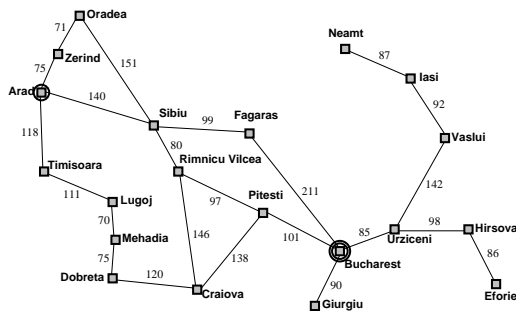 Oradea
71
Neamt
Zerind
87
151
75
Iasi
Arad
140
92
Sibiu
Fagaras
99
118
Vaslui
80
Timisoara
Rimnicu Vilcea
142
111
211
Lugoj
97
Pitesti
70
98
Hirsova
146
85
Mehadia
101
Urziceni
138
86
75
Bucharest
120
90
Dobreta
Eforie
Craiova
Giurgiu